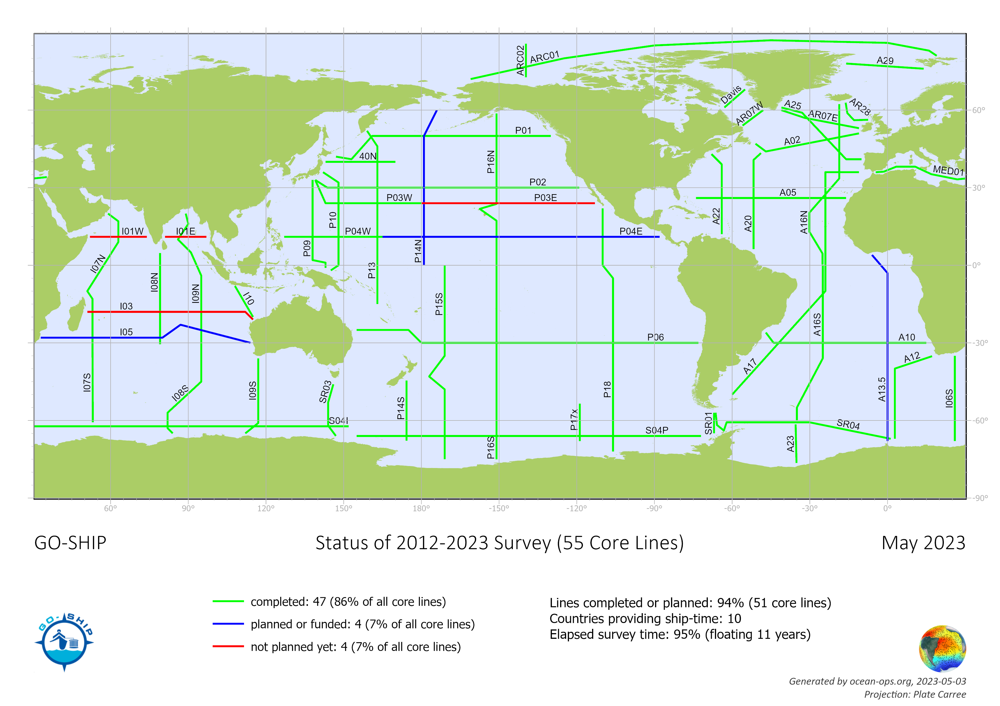 ARC02
ARC01
A29
Davis
AR07W
A25
AR07E
AR28
60°
P01
A02
40N
P16N
MED01
P02
30°
P03W
P03E
A05
P10
A22
A20
A16N
I01W
I01E
P04W
P04E
P09
P14N
I07N
0°
P13
I08N
I09N
I10
P15S
I03
A16S
I05
P06
A10
-30°
A17
A12
I07S
I08S
I09S
SR03
P14S
P18
A13.5
I06S
P17x
SR01
S04I
-60°
S04P
SR04
P16S
A23
-90°
60° 90° 120° 150° 180° -150° -120° -90° -60° -30° 0°
GO-SHIP Status of 2012-2023 Survey (55 Core Lines) May 2023
completed: 47 (86% of all core lines)
planned or funded: 4 (7% of all core lines)
not planned yet: 4 (7% of all core lines)
Lines completed or planned: 94% (51 core lines)
Countries providing ship-time: 10
Elapsed survey time: 95% (floating 11 years)
GO-SHIP
Generated by ocean-ops.org, 2023-05-03
Projection: Plate Carree